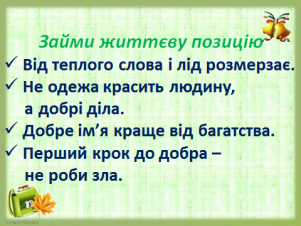 Займи життєву позицію
Від теплого слова і лід розмерзає.
Не одежа красить людину,
а добрі діла.
Добре ім’я краще від багатства.
Перший крок до добра –
не роби зла.